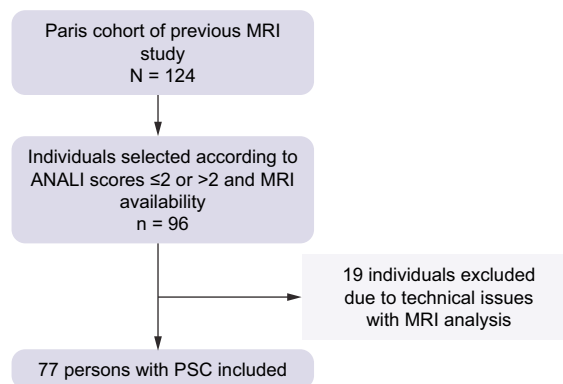 Paris cohort of previous MRI
study
N = 124
Individuals selected according to
ANALI scores ≤2 or >2 and MRI
availability
n = 96
19 individuals excluded
due to technical issues
with MRI analysis
77 persons with PSC included